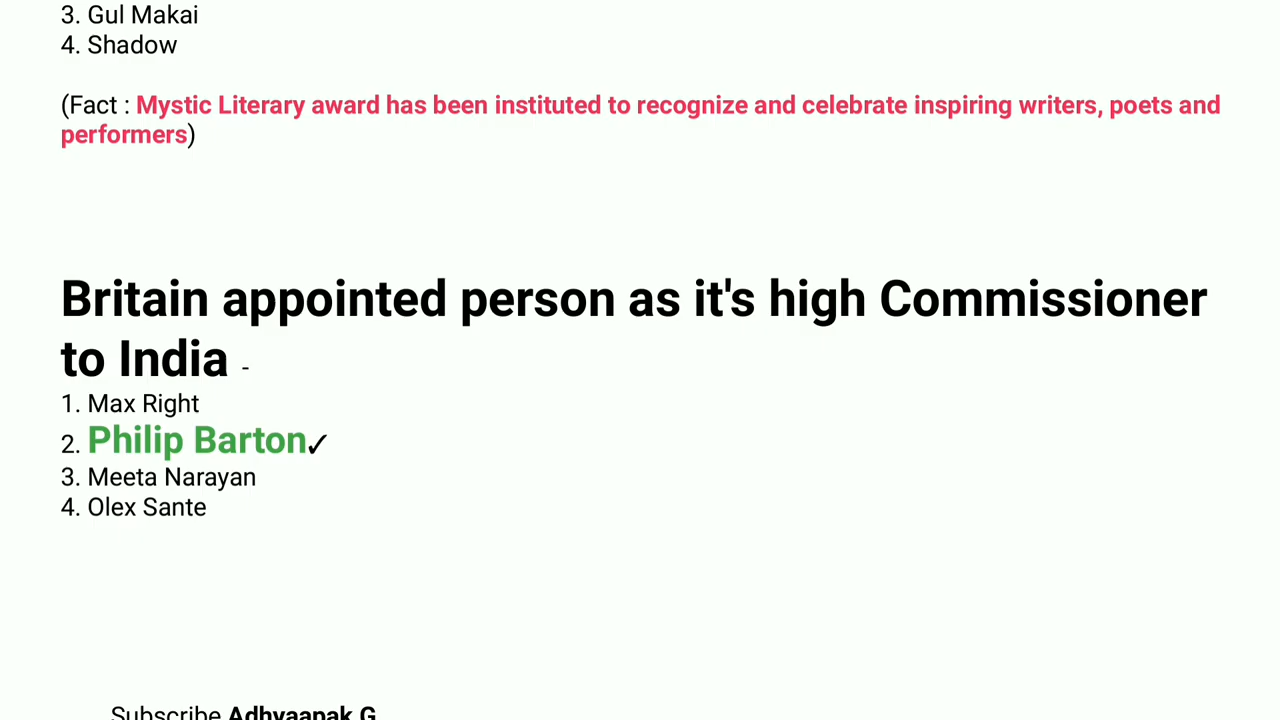 3. Gul Makai
4. Shadow
(Fact : Mystic Literary award has been instituted to recognize and celebrate inspiring writers, poets and
performers)
Britain appointed person as it's high Commissioner
to India -
1. Max Right
2. Philip Barton✓
3. Meeta Narayan
4. Olex Sante
Subscribe Adhyaapak G